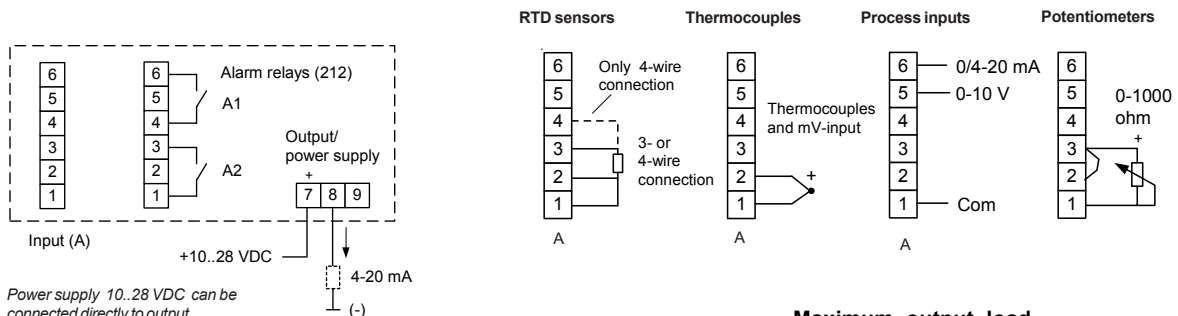 RTD sensors
Thermocouples
Process inputs
Potentiometers
6
5
4
3
2
1
Input (A)
6
5
4
3
2
1
Alarm relays (212)
A1
A2
Output/
power supply
+
7 8 9
+10..28 VDC
4-20 mA
(-)
Power supply 10..28 VDC can be
connected directly to output
6
5
4
3
2
1
A
Only 4-wire
connection
3- or
4-wire
connection
6
5
4
3
2
1
A
Thermocouples
and mV-input
+
6
5
4
3
2
1
A
0/4-20 mA
0-10 V
Com
6
5
4
3
2
1
0-1000
ohm
+
Maximum output load